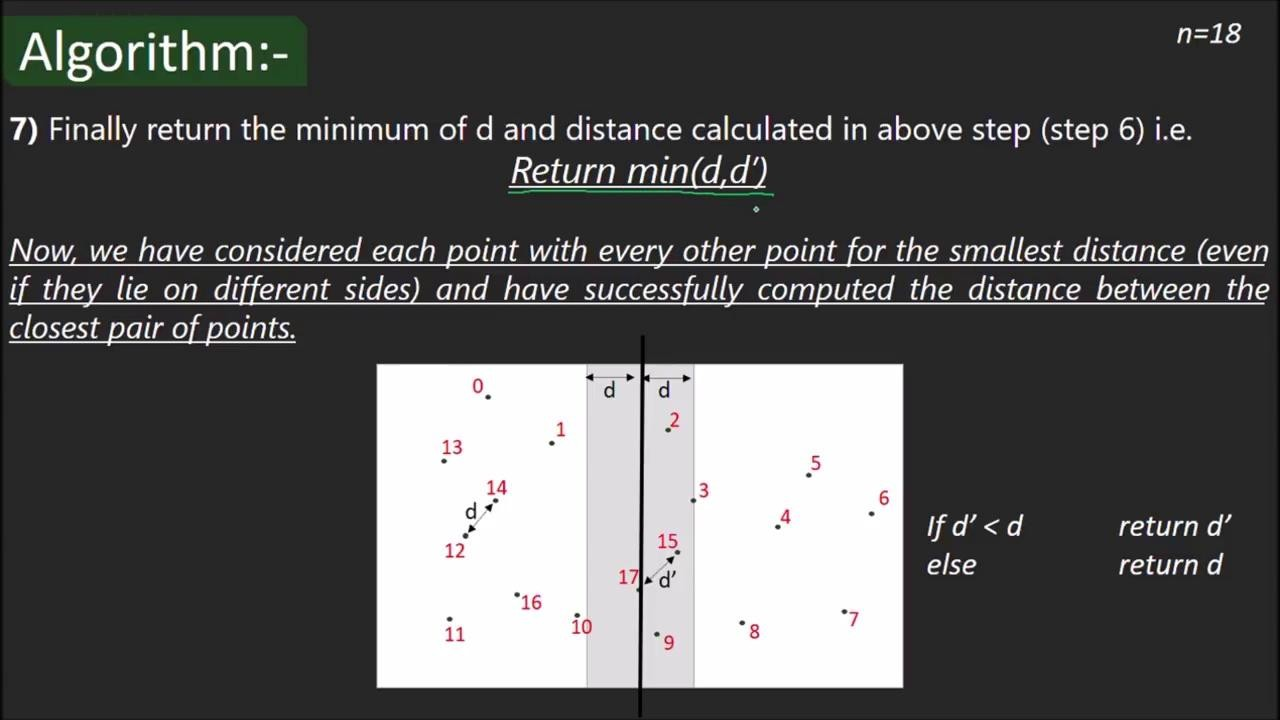 n=18
Algorithm:-
7) Finally return the minimum of d and distance calculated in above step (step 6) i.e.
Return min(d,d’)
Now, we have considered each point with every other point for the smallest distance (even
if they lie on different sides) and have successfully computed the distance between the
closest pair of points.
0
d d
1
2
13
5
14
3
6
d
4
12
15
If d’ < d return d’
17
d’
else return d
16
10
7
11
9
8